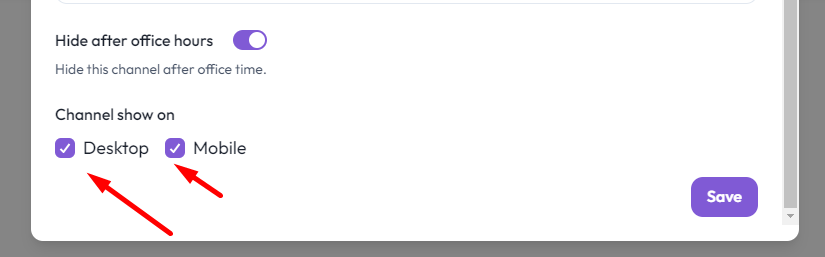 Hide after office hours
Hide this channel after office time.
Channel show on
Desktop Mobile
Save